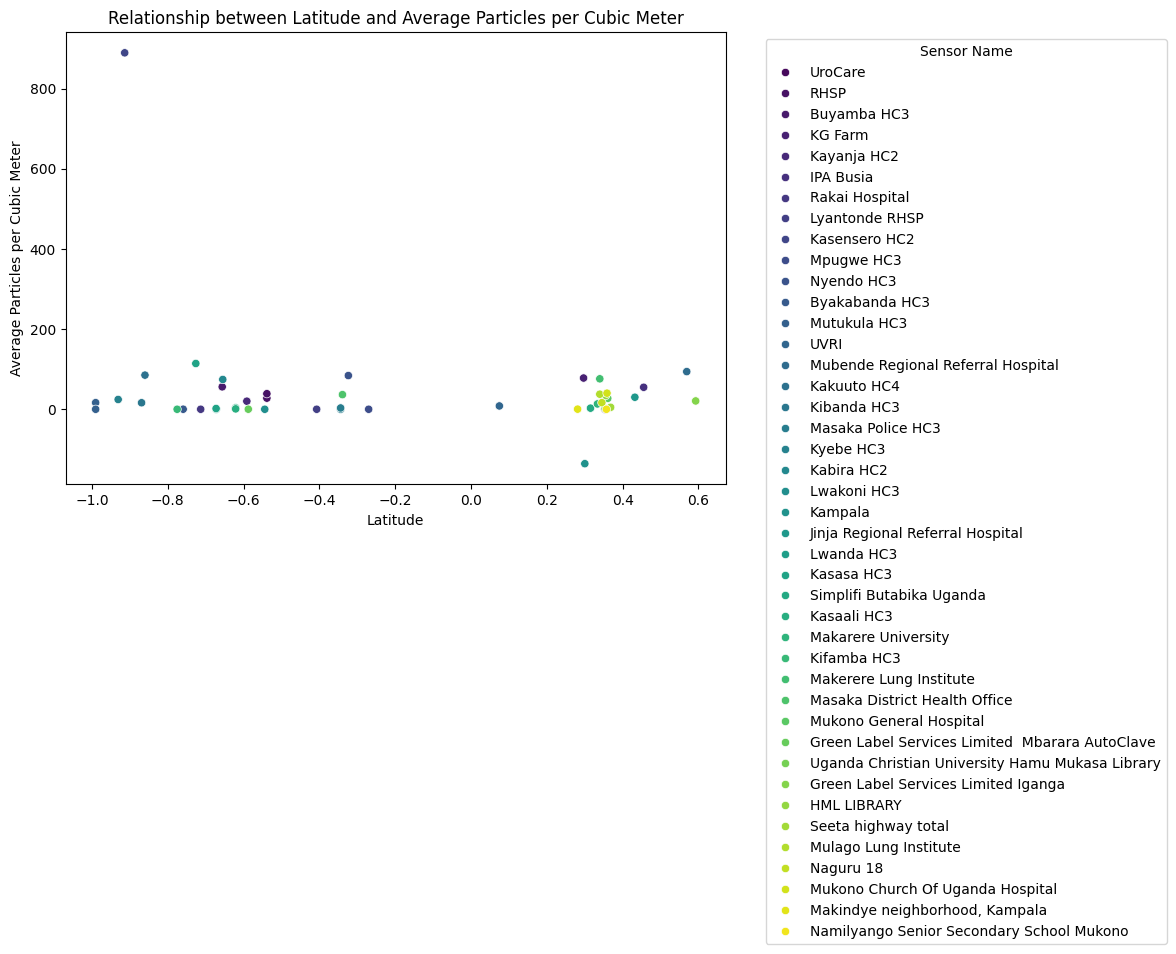 Relationship between Latitude and Average Particles per Cubic Meter
Average Particles per Cubic Meter
800
600
400
200
0
−1.0
−0.8
−0.6
−0.4
−0.2
0.0
0.2
0.4
0.6
Latitude
Sensor Name
UroCare
RHSP
Buyamba HC3
KG Farm
Kayanja HC2
IPA Busia
Rakai Hospital
Lyantonde RHSP
Kasensero HC2
Mpugwe HC3
Nyendo HC3
Byakabanda HC3
Mutukula HC3
UVRI
Mubende Regional Referral Hospital
Kakuuto HC4
Kibanda HC3
Masaka Police HC3
Kyebe HC3
Kabira HC2
Lwakoni HC3
Kampala
Jinja Regional Referral Hospital
Lwanda HC3
Kasasa HC3
Simplifi Butabika Uganda
Kasaali HC3
Makarere University
Kifamba HC3
Makerere Lung Institute
Masaka District Health Office
Mukono General Hospital
Green Label Services Limited  Mbarara AutoClave
Uganda Christian University Hamu Mukasa Library
Green Label Services Limited Iganga
HML LIBRARY
Seeta highway total
Mulago Lung Institute
Naguru 18
Mukono Church Of Uganda Hospital
Makindye neighborhood, Kampala
Namilyango Senior Secondary School Mukono